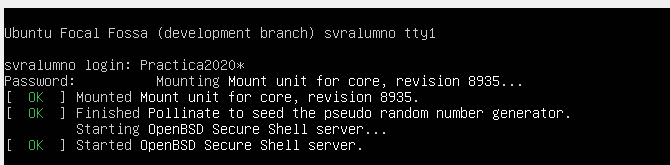 Ubuntu Focal Fossa (development branch) svralumno tty1
svralumno login: Practica2020*
Password:          Mounting Mount unit for core, revision 8935...
[  OK  ] Mounted Mount unit for core, revision 8935.
[  OK  ] Finished Pollinate to seed the pseudo random number generator.
         Starting OpenBSD Secure Shell server...
[  OK  ] Started OpenBSD Secure Shell server.